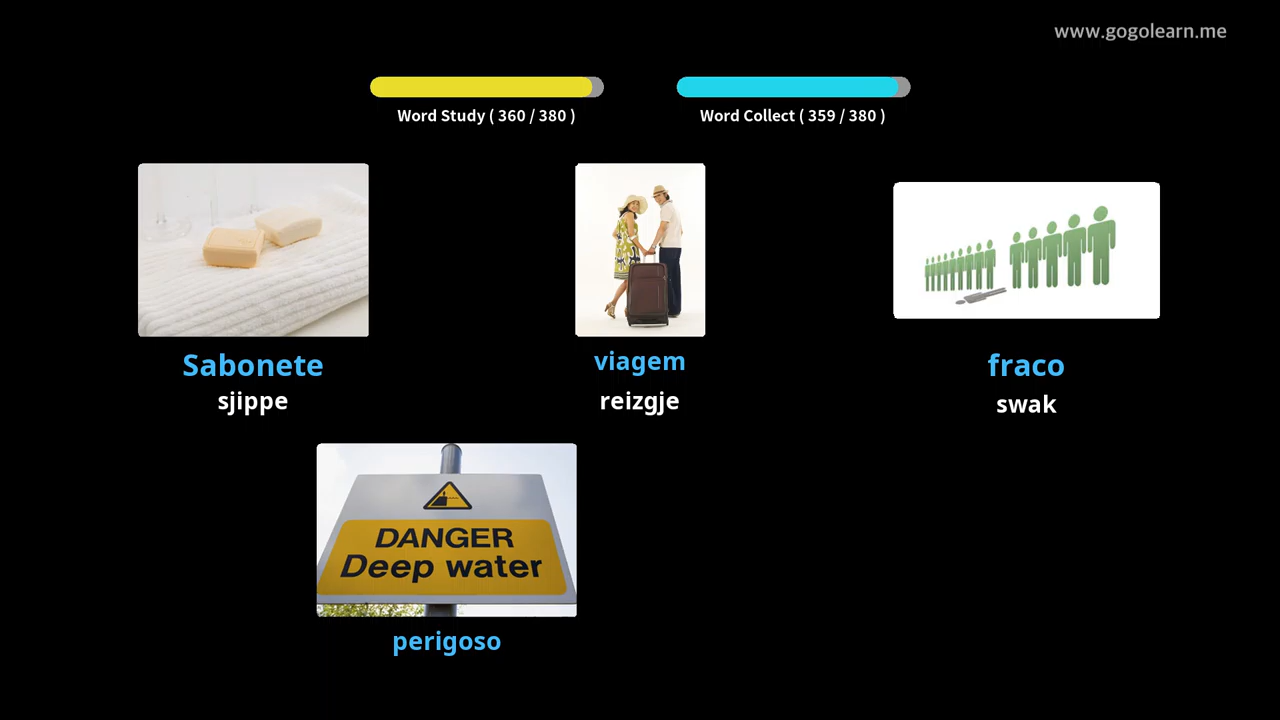 www.gogolearn.me
Word Study ( 360 / 380 )
Word Collect ( 359 / 380 )
Sabonete
sjippe
viagem
reizgje
fraco
swak
DANGER
Deep water
perigoso